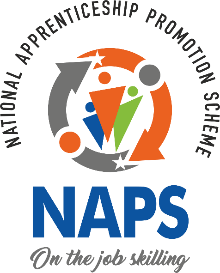 NATIONAL APPRENTICESHIP PROMOTION SCHEME
NAPS
On the job skilling